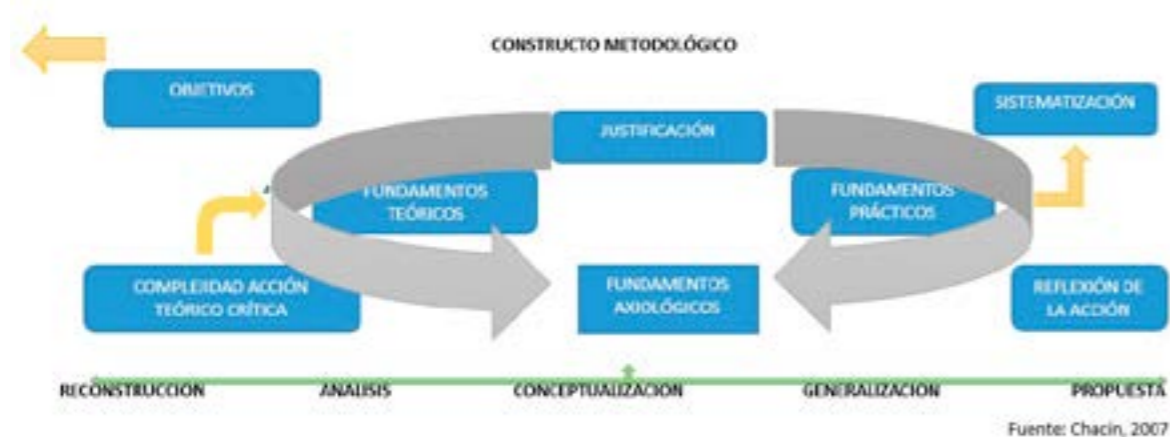 CONSTRUCTO METODOLÓGICO
OBJETIVOS
SISTEMATIZACIÓN
JUSTIFICACIÓN
FUNDAMENTOS
TEÓRICOS
FUNDAMENTOS
PRÁCTICOS
COMPLEJIDAD ACCIÓN
TEÓRICO CRÍTICA
FUNDAMENTOS
AXIOLÓGICOS
REFLEXIÓN DE
LA ACCIÓN
RECONSTRUCCIÓN ANALISIS CONCEPTUALIZACION GENERALIZACION PROPUESTA
Fuente: Chacin, 2007